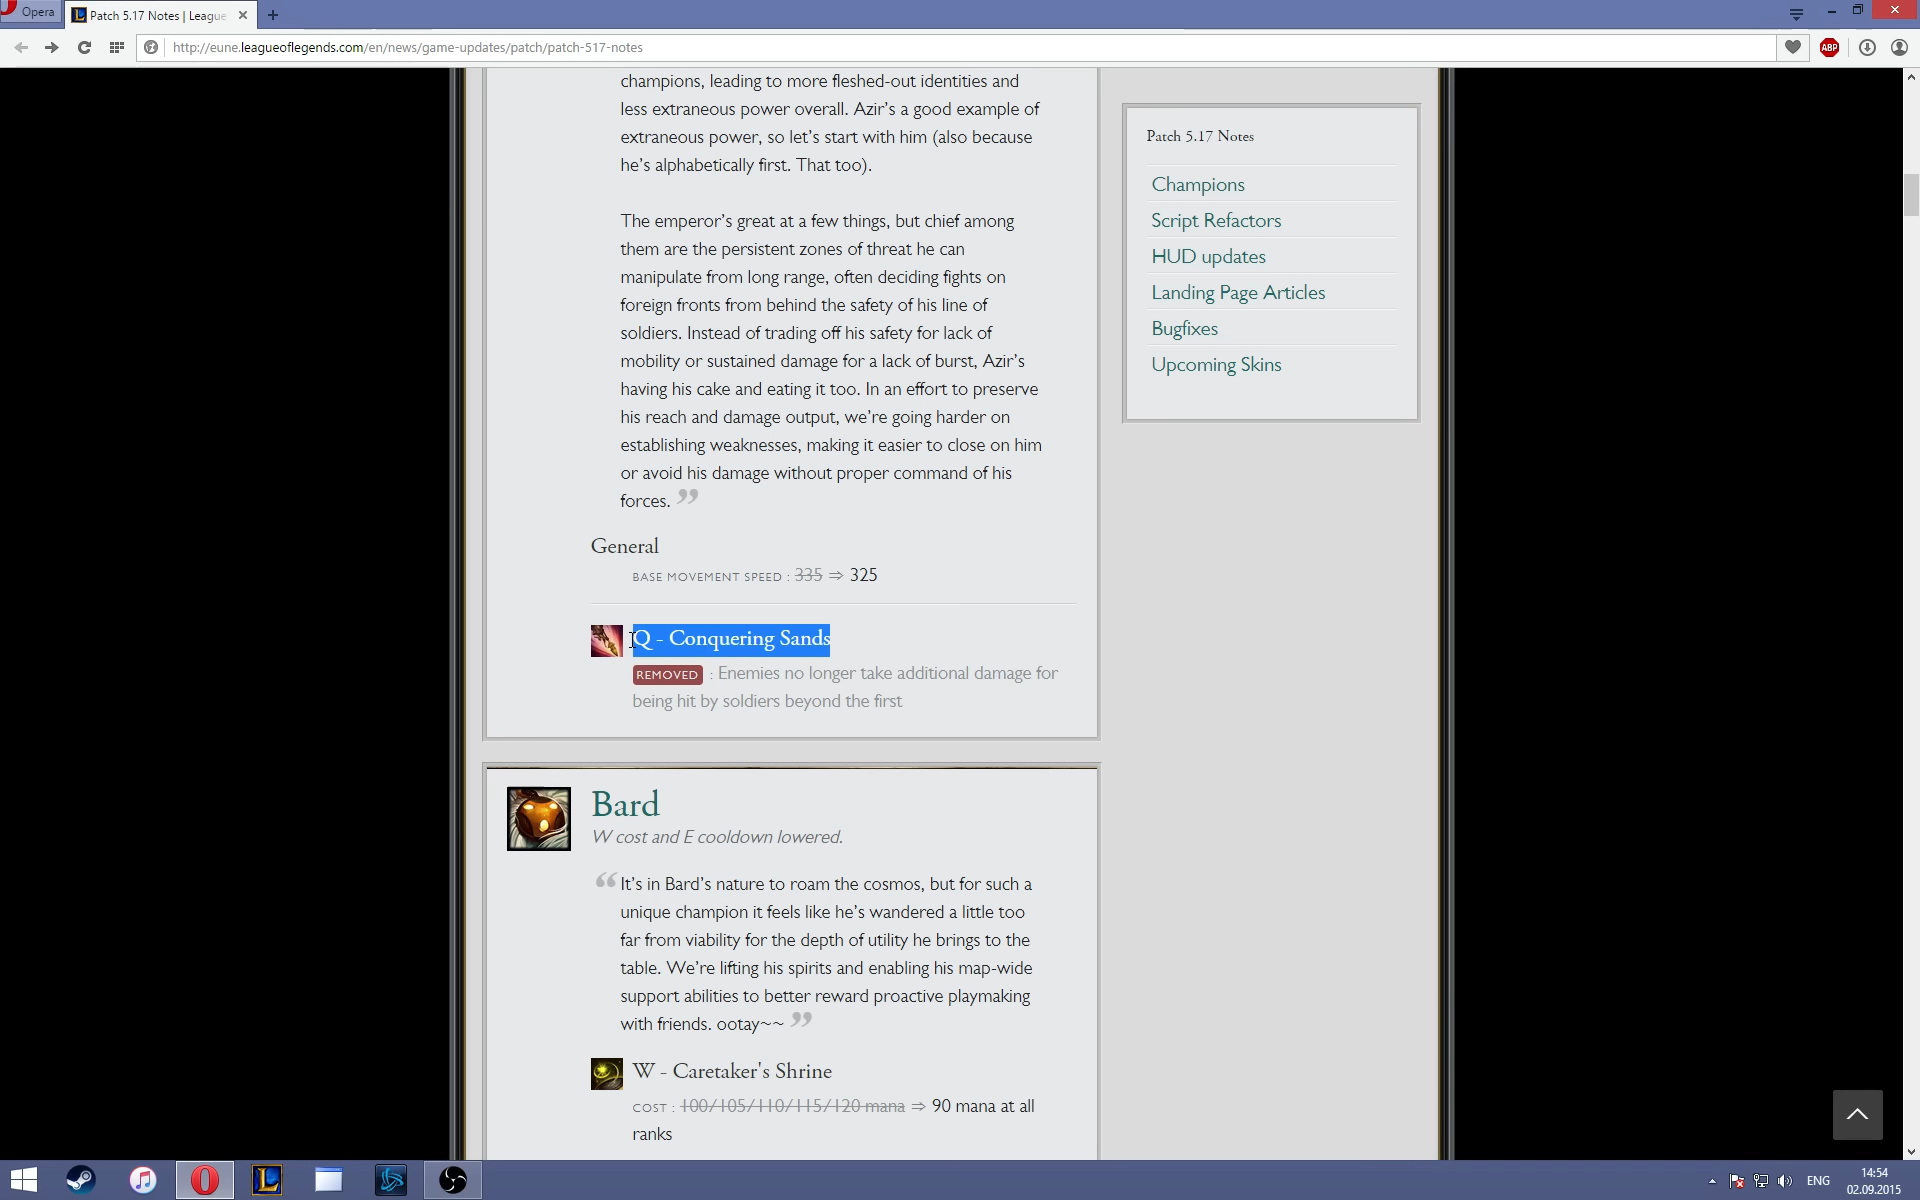 Opera
Patch 5.17 Notes | League
http://eune.leagueoflegends.com/en/news/game-updates/patch/patch-517-notes
ABP
champions, leading to more fleshed-out identities and
less extraneous power overall. Azir's a good example of
extraneous power, so let's start with him (also because
he's alphabetically first. That too).
The emperor's great at a few things, but chief among
them are the persistent zones of threat he can
manipulate from long range, often deciding fights on
foreign fronts from behind the safety of his line of
soldiers. Instead of trading off his safety for lack of
mobility or sustained damage for a lack of burst, Azir's
having his cake and eating it too. In an effort to preserve
his reach and damage output, we're going harder on
establishing weaknesses, making it easier to close on him
or avoid his damage without proper command of his
forces. ”
General
BASE MOVEMENT SPEED : 335 ⇒ 325
Q - Conquering Sands
REMOVED : Enemies no longer take additional damage for
being hit by soldiers beyond the first
Bard
W cost and E cooldown lowered.
“ It's in Bard's nature to roam the cosmos, but for such a
unique champion it feels like he's wandered a little too
far from viability for the depth of utility he brings to the
table. We're lifting his spirits and enabling his map-wide
support abilities to better reward proactive playmaking
with friends. ootay~~ ”
W - Caretaker's Shrine
COST : 100/105/110/115/120 mana ⇒ 90 mana at all
ranks
Patch 5.17 Notes
Champions
Script Refactors
HUD updates
Landing Page Articles
Bugfixes
Upcoming Skins
ENG
14:54
02.09.2015